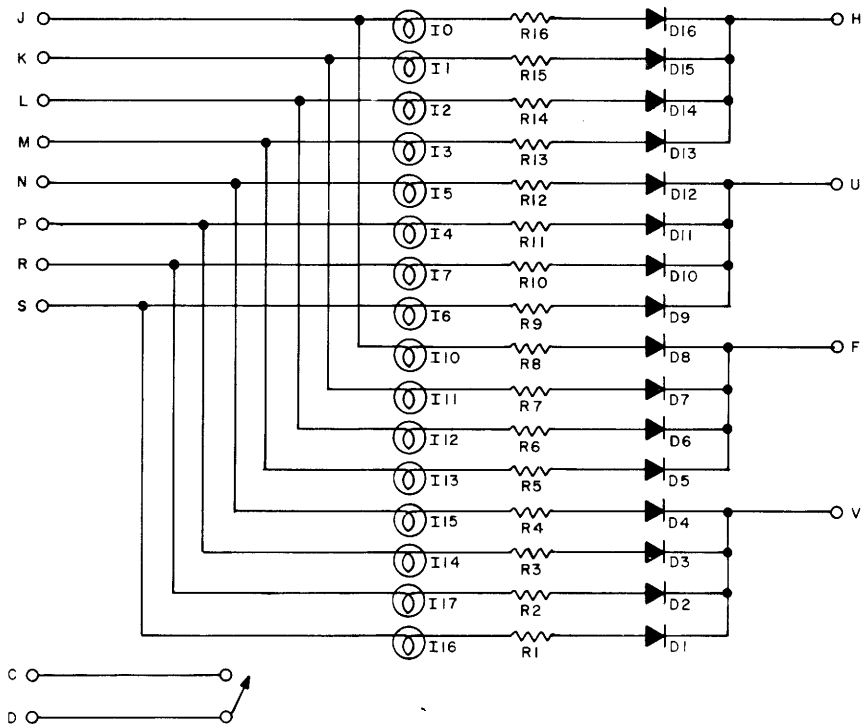 J I0 R16 D16 H
K I1 R15 D15
L I2 R14 D14
M I3 R13 D13
N I5 R12 D12 U
P I4 R11 D11
R I7 R10 D10
S I6 R9 D9
I10 R8 D8 F
I11 R7 D7
I12 R6 D6
I13 R5 D5
I15 R4 D4 V
I14 R3 D3
I17 R2 D2
I16 R1 D1
C
D